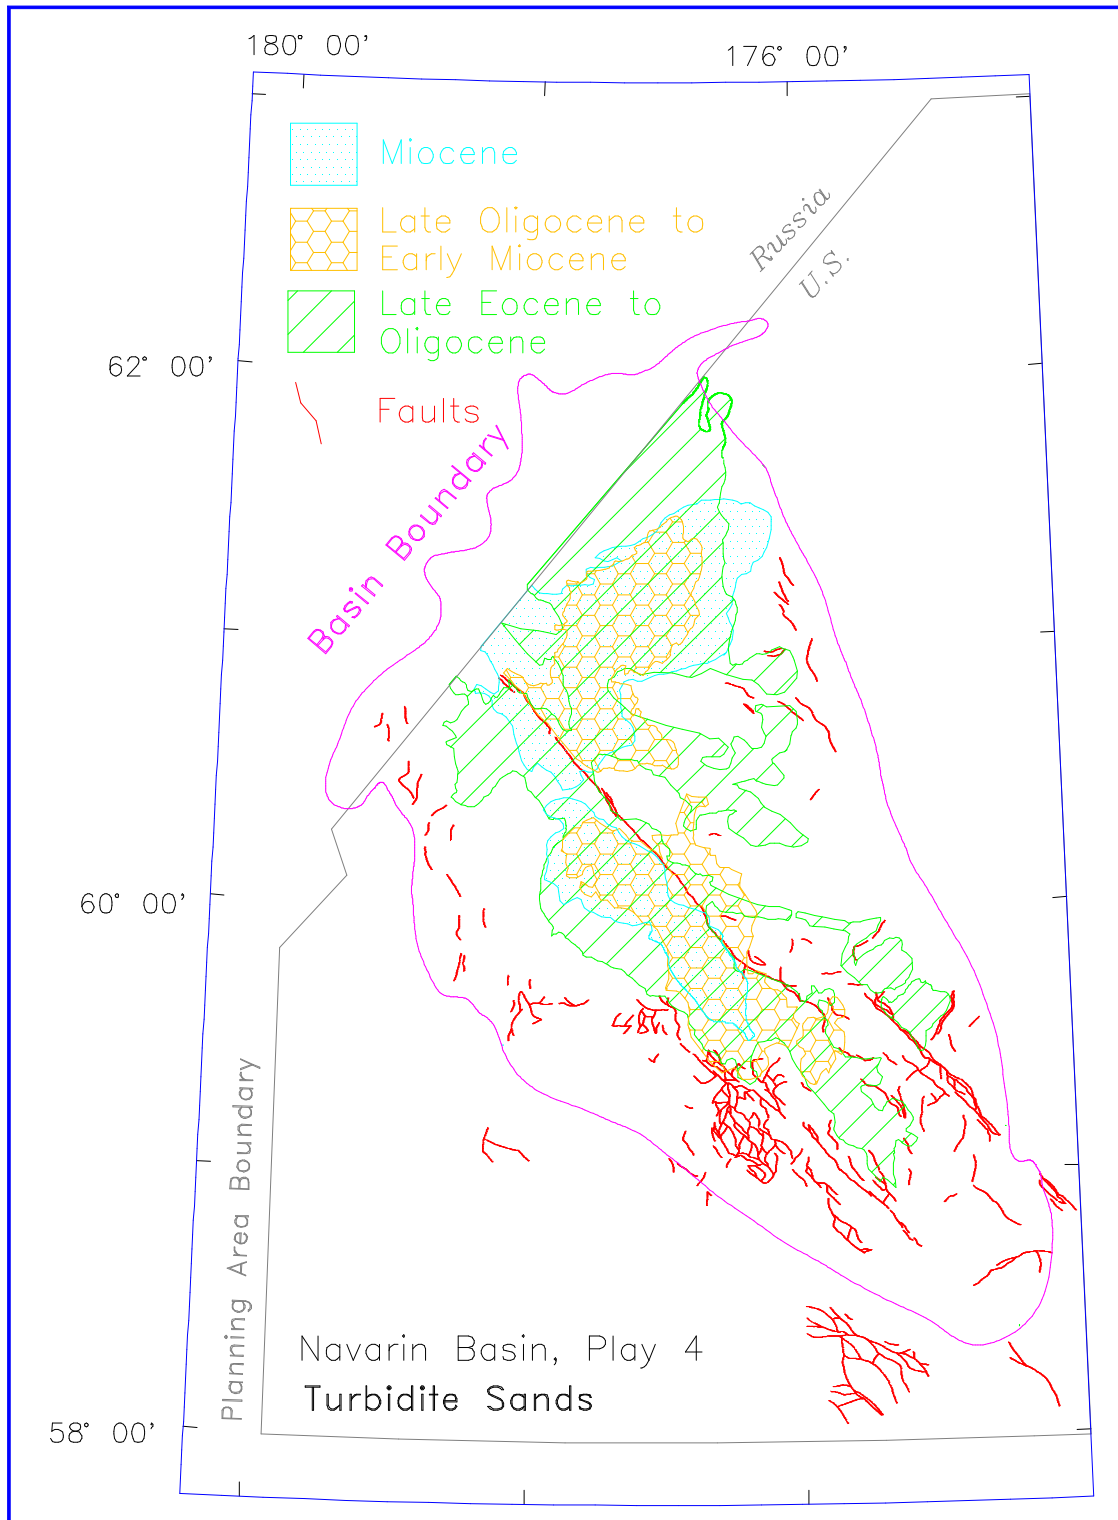 180° 00'
176° 00'
Miocene
Late Oligocene to
Early Miocene
Late Eocene to
Oligocene
Faults
Russia
U.S.
62° 00'
Basin Boundary
60° 00'
Planning Area Boundary
Navarin Basin, Play 4
Turbidite Sands
58° 00'